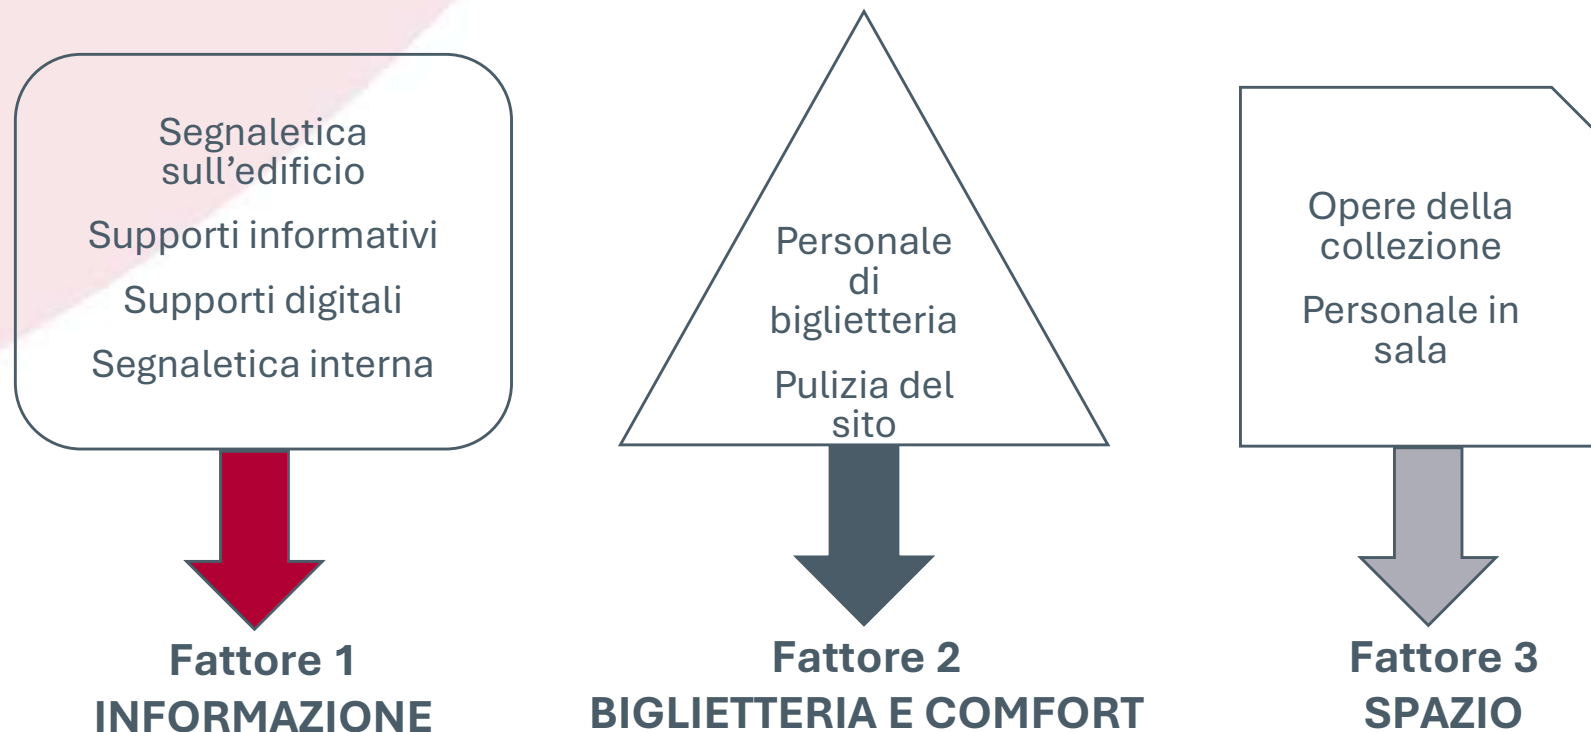 Segnaletica
sull’edificio
Supporti informativi
Supporti digitali
Segnaletica interna
Fattore 1
INFORMAZIONE
Personale
di
biglietteria
Pulizia del
sito
Fattore 2
BIGLIETTERIA E COMFORT
Opere della
collezione
Personale in
sala
Fattore 3
SPAZIO